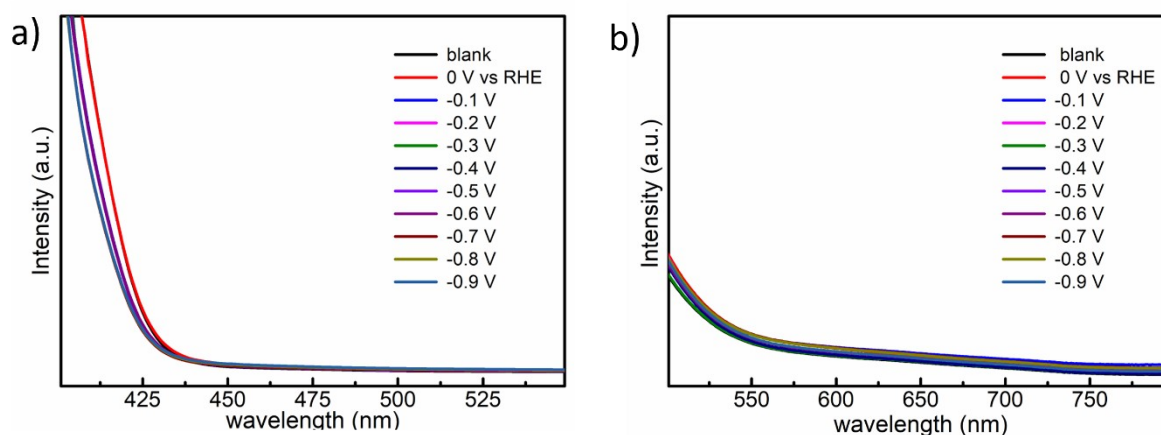 a)
Intensity (a.u.)
blank
0 V vs RHE
-0.1 V
-0.2 V
-0.3 V
-0.4 V
-0.5 V
-0.6 V
-0.7 V
-0.8 V
-0.9 V
425 450 475 500 525
wavelength (nm)
b)
Intensity (a.u.)
blank
0 V vs RHE
-0.1 V
-0.2 V
-0.3 V
-0.4 V
-0.5 V
-0.6 V
-0.7 V
-0.8 V
-0.9 V
550 600 650 700 750
wavelength (nm)